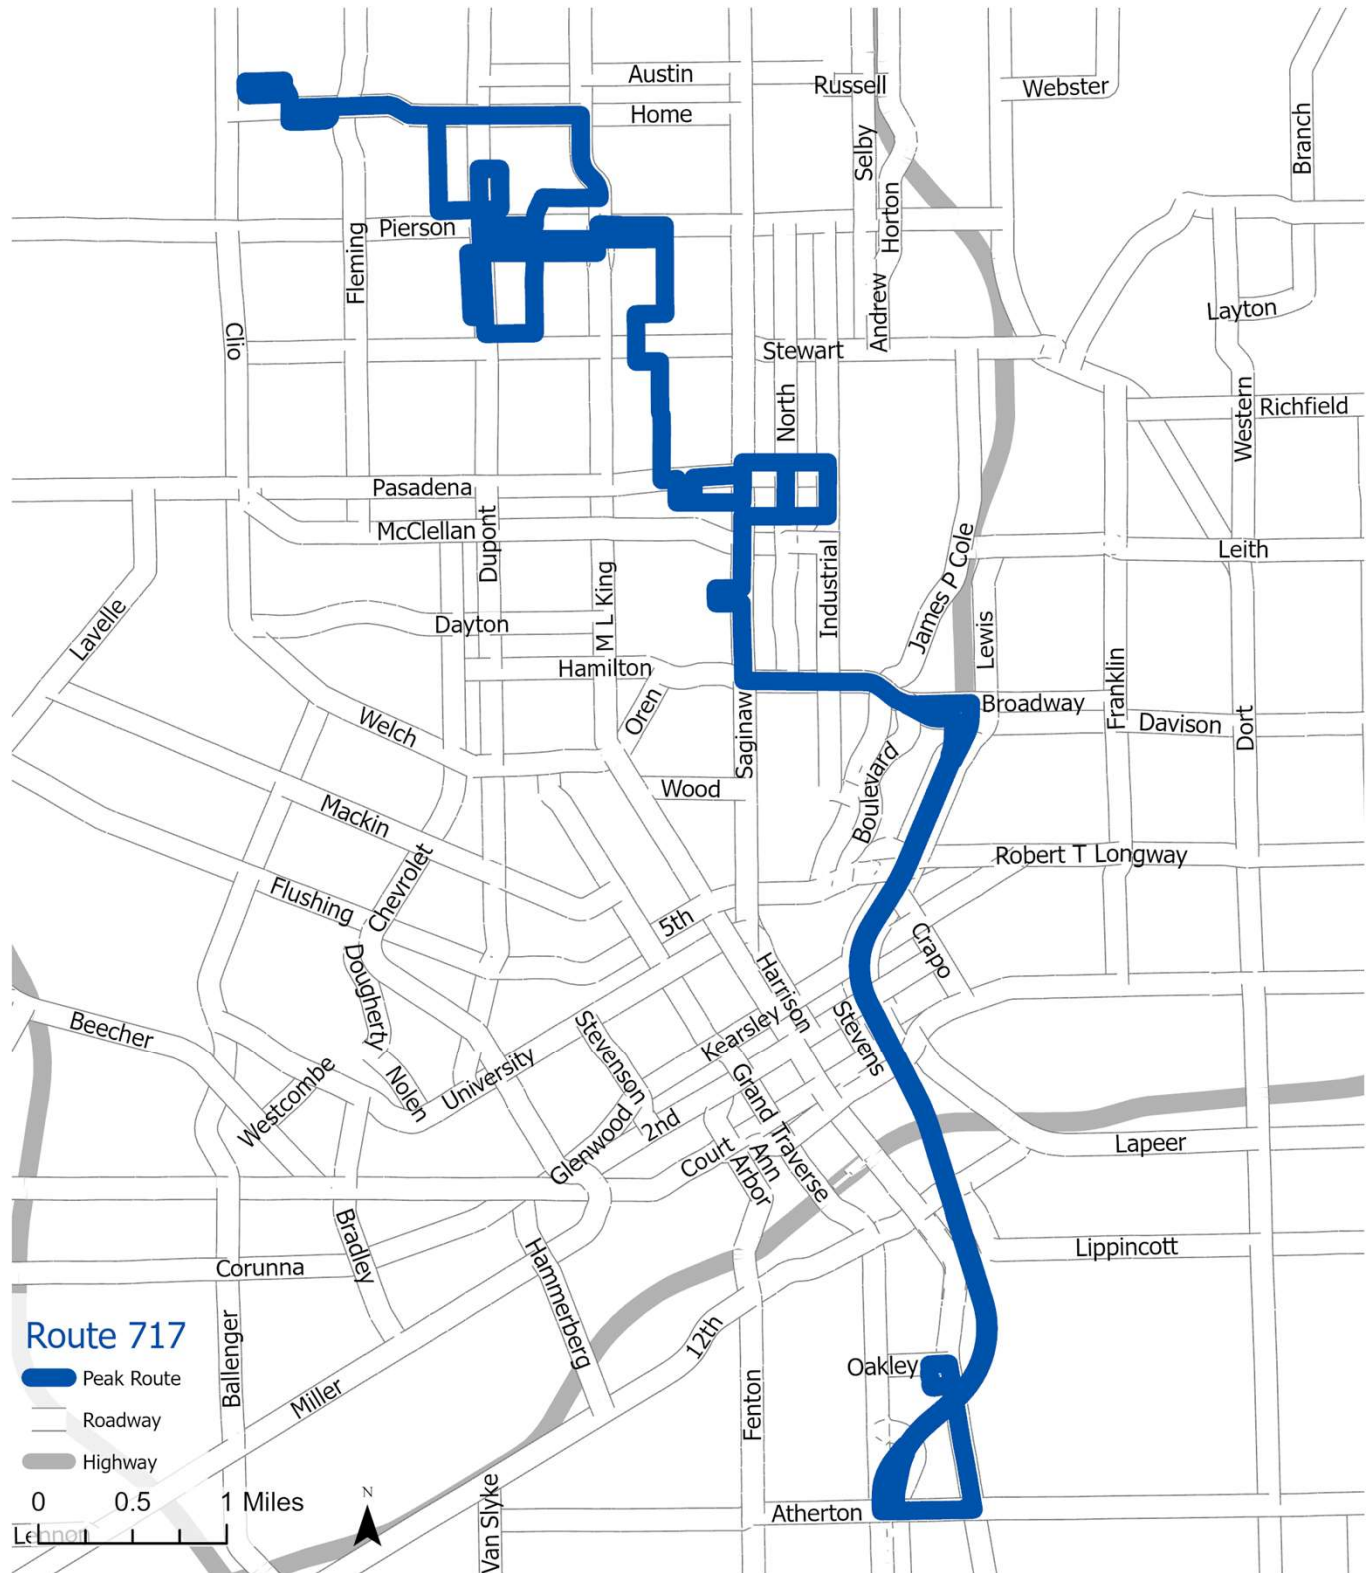 Austin
Russell
Webster
Home
Branch
Selby
Horton
Pierson
Fleming
Andrew
Layton
Clio
Stewart
North
Western
Richfield
Pasadena
McClellan
Dupont
James P Cole
Leith
Industrial
M L King
Lavelle
Dayton
Lewis
Hamilton
Franklin
Oren
Broadway
Davison
Dort
Welch
Saginaw
Wood
Boulevard
Mackin
Robert T Longway
Chevrolet
Flushing
5th
Crapo
Dougherty
Harrison
Beecher
Stevenson
Kearsley
Stevens
Westcombe
Nolen
University
Grand Traverse
2nd
Glenwood
Court
Ann
Arbor
Lapeer
Bradley
Hammerberg
Lippincott
Corunna
Route 717
Ballenger
12th
Oakley
Peak Route
Miller
Fenton
Roadway
Highway
0 0.5 1 Miles
N
Van Slyke
Atherton
Lennon